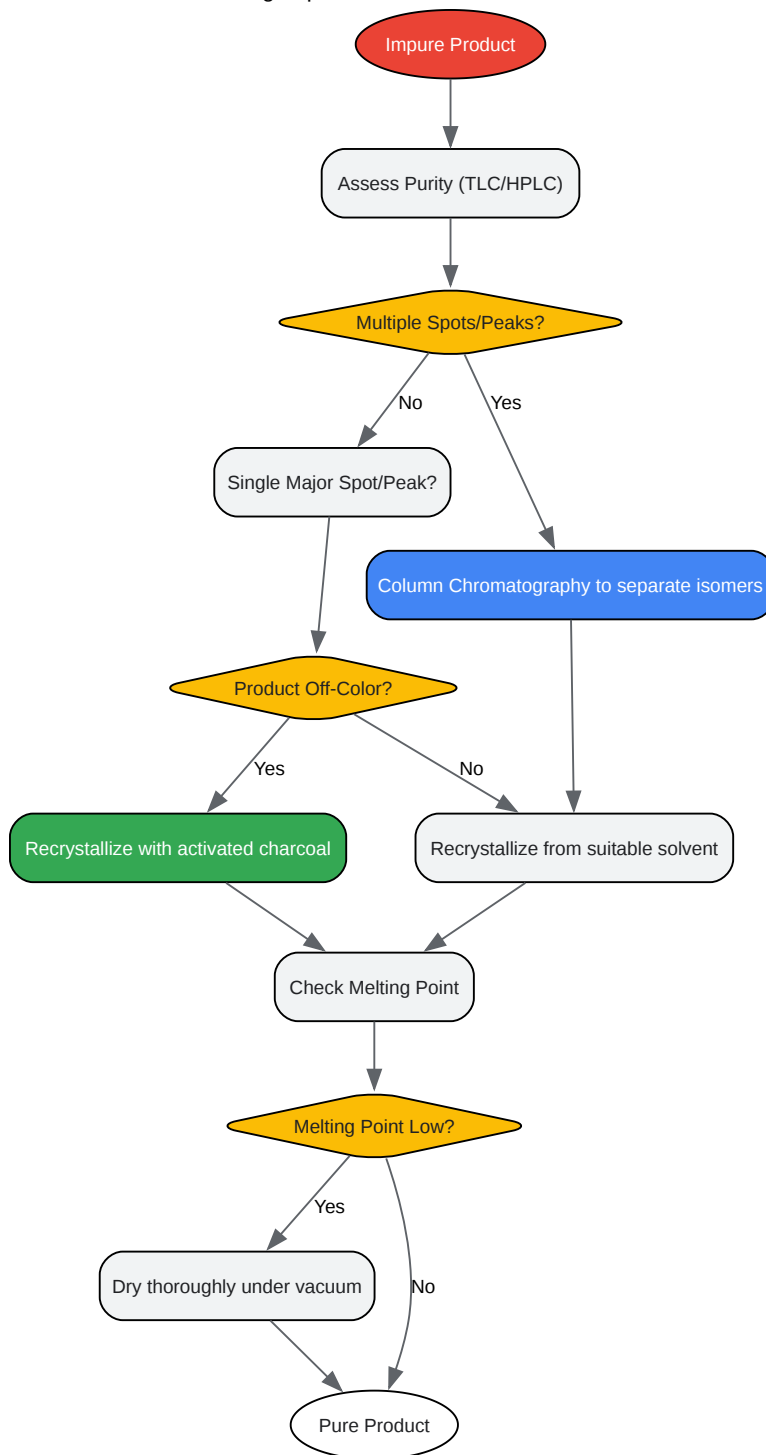 Impure Product
Assess Purity (TLC/HPLC)
Multiple Spots/Peaks?
No
Yes
Single Major Spot/Peak?
Column Chromatography to separate isomers
Product Off-Color?
Yes
No
Recrystallize with activated charcoal
Recrystallize from suitable solvent
Check Melting Point
Melting Point Low?
Yes
Dry thoroughly under vacuum
No
Pure Product